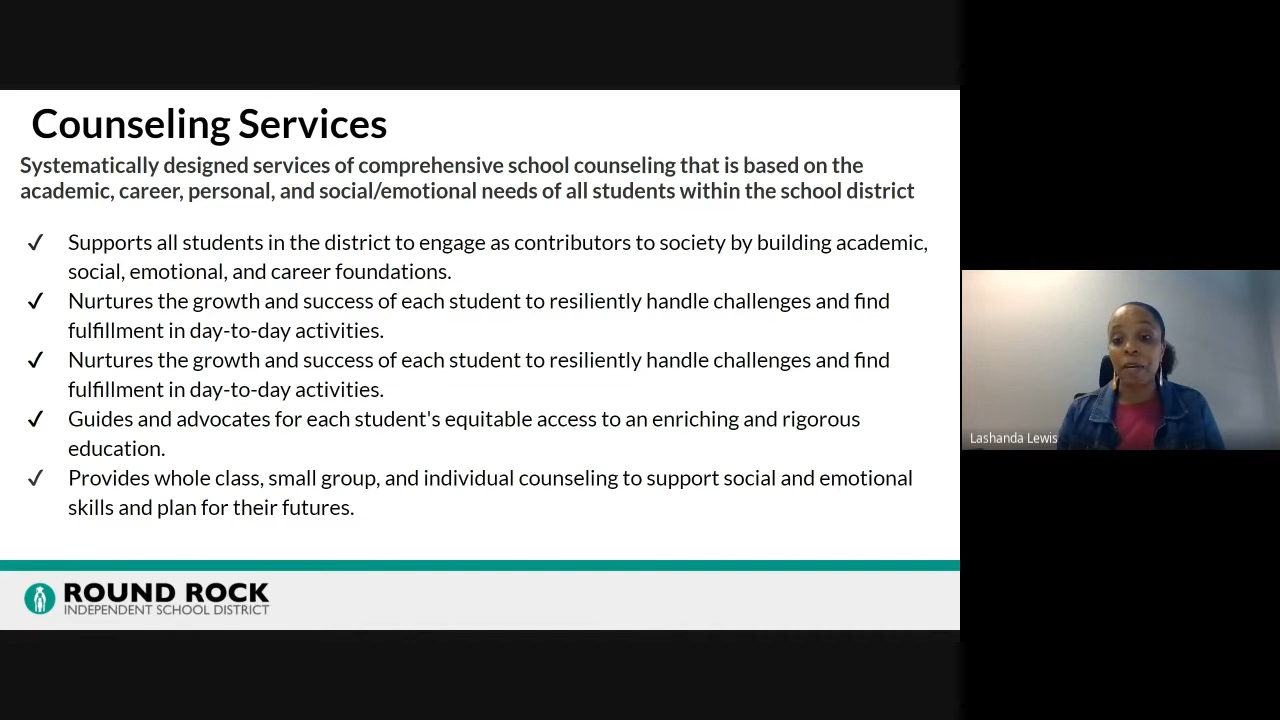 Counseling Services
Systematically designed services of comprehensive school counseling that is based on the
academic, career, personal, and social/emotional needs of all students within the school district
✓ Supports all students in the district to engage as contributors to society by building academic,
social, emotional, and career foundations.
✓ Nurtures the growth and success of each student to resiliently handle challenges and find
fulfillment in day-to-day activities.
✓ Nurtures the growth and success of each student to resiliently handle challenges and find
fulfillment in day-to-day activities.
✓ Guides and advocates for each student's equitable access to an enriching and rigorous
education.
✓ Provides whole class, small group, and individual counseling to support social and emotional
skills and plan for their futures.
ROUND ROCK
INDEPENDENT SCHOOL DISTRICT
Lashanda Lewis